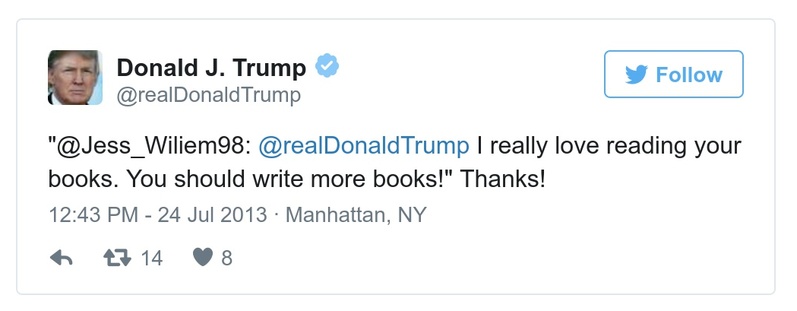 Donald J. Trump
@realDonaldTrump
Follow
"@Jess_Wiliem98: @realDonaldTrump I really love reading your
books. You should write more books!" Thanks!
12:43 PM - 24 Jul 2013 · Manhattan, NY
14 8